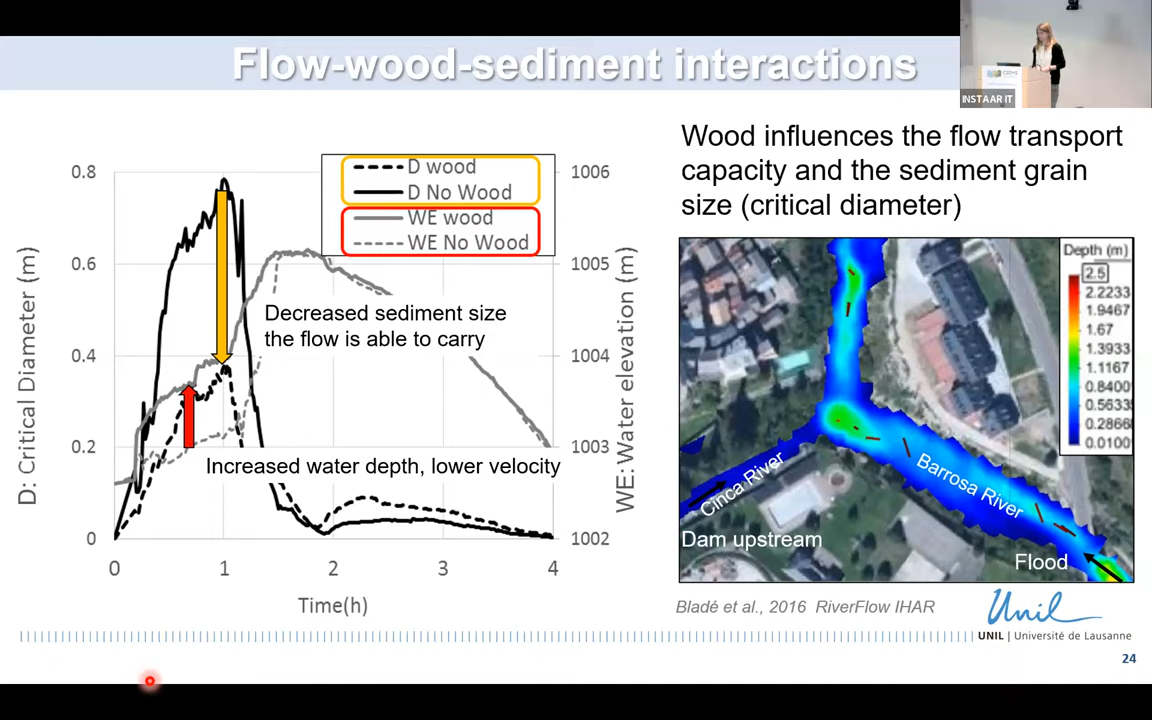 Flow-wood-sediment interactions
INSTAAR IT
Wood influences the flow transport
capacity and the sediment grain
size (critical diameter)
D: Critical Diameter (m)
0.8
0.6
0.4
0.2
0
D wood
D No Wood
WE wood
WE No Wood
1006
1005
1004
1003
1002
WE: Water elevation (m)
Decreased sediment size
the flow is able to carry
Increased water depth, lower velocity
0 1 2 3 4
Time(h)
Depth (m)
2.5
2.2233
1.9467
1.67
1.3933
1.1167
0.8400
0.5633
0.2866
0.0100
Cinca River
Barrosa River
Dam upstream
Flood
Bladé et al., 2016 RiverFlow IHAR
Unil
UNIL | Université de Lausanne
24